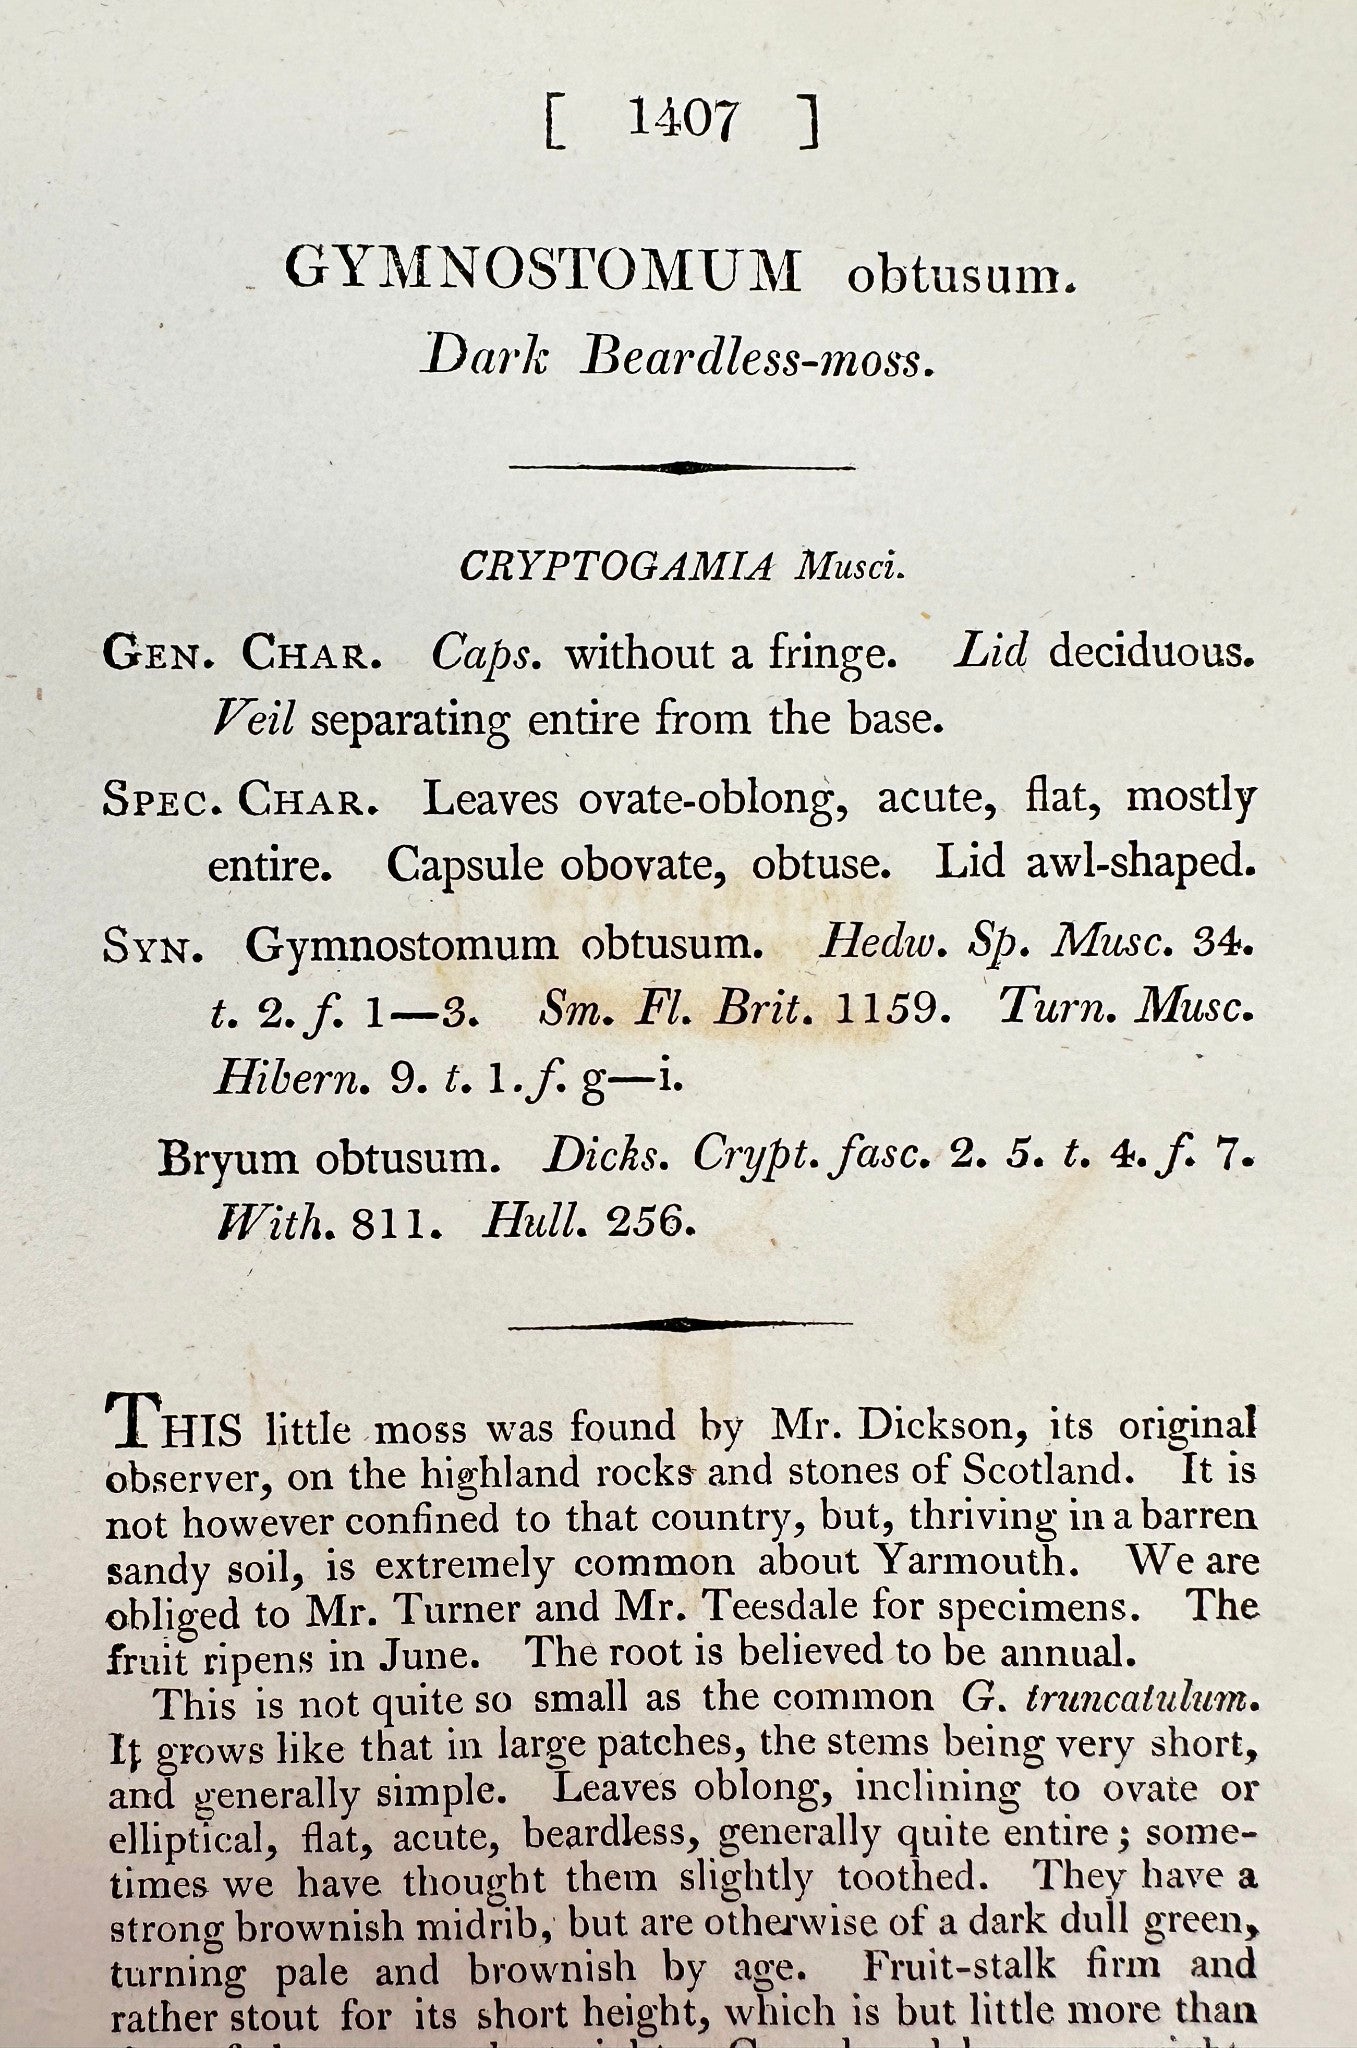 [ 1407 ]
GYMNOSTOMUM obtusum.
Dark Beardless-moss.
CRYPTOGAMIA Musci.
GEN. CHAR. Caps. without a fringe. Lid deciduous.
Veil separating entire from the base.
SPEC. CHAR. Leaves ovate-oblong, acute, flat, mostly
entire. Capsule obovate, obtuse. Lid awl-shaped.
SYN. Gymnostomum obtusum. Hedw. Sp. Musc. 34.
t. 2. f. 1—3. Sm. Fl. Brit. 1159. Turn. Musc.
Hibern. 9. t. 1. f. g—i.
Bryum obtusum. Dicks. Crypt. fasc. 2. 5. t. 4. f. 7.
With. 811. Hull. 256.
THIS little moss was found by Mr. Dickson, its original
observer, on the highland rocks and stones of Scotland. It is
not however confined to that country, but, thriving in a barren
sandy soil, is extremely common about Yarmouth. We are
obliged to Mr. Turner and Mr. Teesdale for specimens. The
fruit ripens in June. The root is believed to be annual.
This is not quite so small as the common G. truncatulum.
It grows like that in large patches, the stems being very short,
and generally simple. Leaves oblong, inclining to ovate or
elliptical, flat, acute, beardless, generally quite entire; some-
times we have thought them slightly toothed. They have a
strong brownish midrib, but are otherwise of a dark dull green,
turning pale and brownish by age. Fruit-stalk firm and
rather stout for its short height, which is but little more than